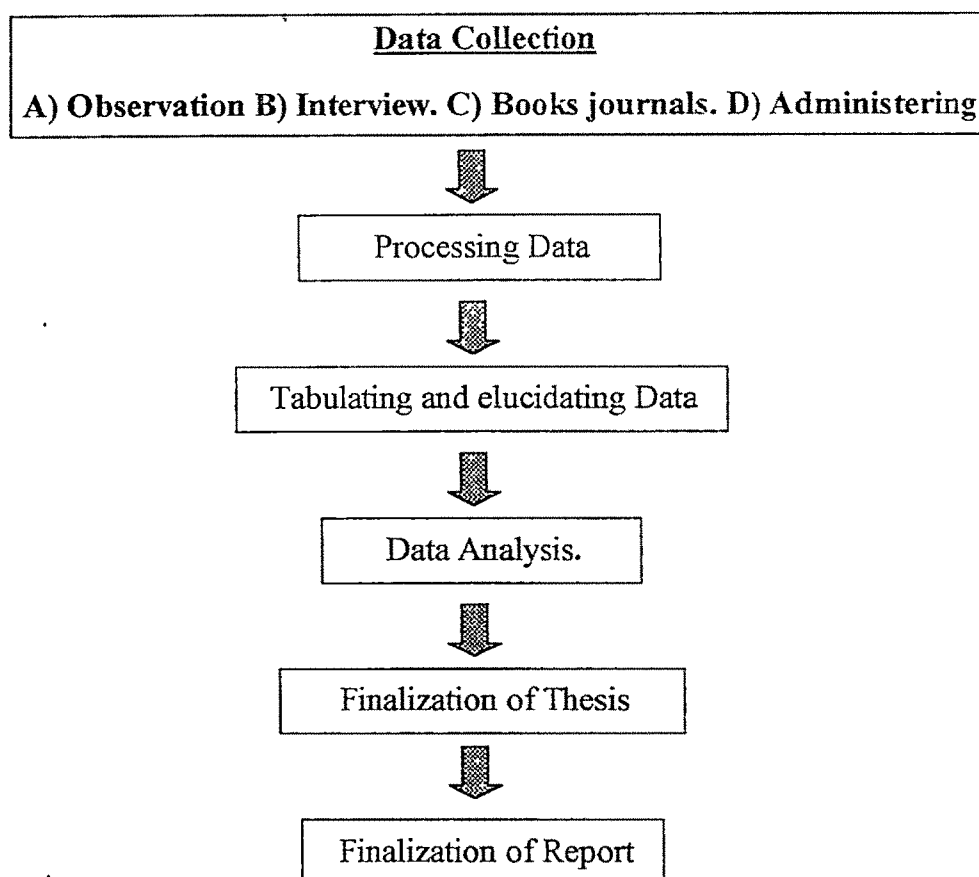 Data Collection
A) Observation B) Interview. C) Books journals. D) Administering
Processing Data
Tabulating and elucidating Data
Data Analysis.
Finalization of Thesis
Finalization of Report